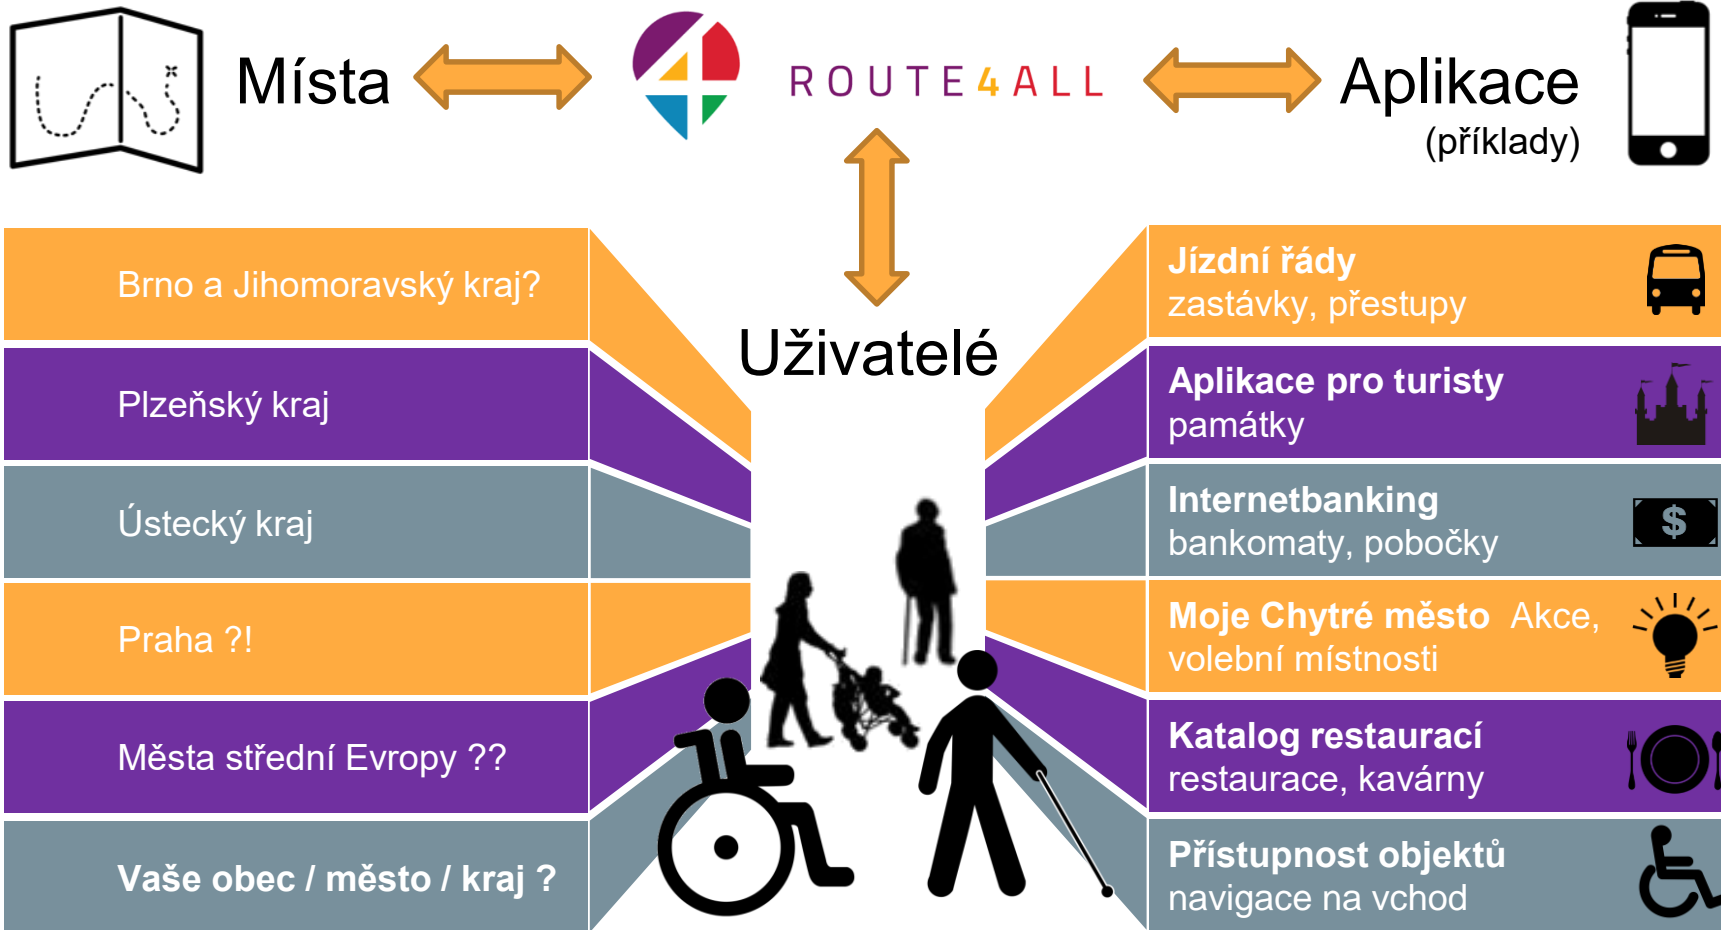 Místa
ROUTE4ALL
Aplikace
(příklady)
Uživatelé
Brno a Jihomoravský kraj?
Plzeňský kraj
Ústecký kraj
Praha ?!
Města střední Evropy ??
Vaše obec / město / kraj ?
Jízdní řády
zastávky, přestupy
Aplikace pro turisty
památky
Internetbanking
bankomaty, pobočky
$
Moje Chytré město Akce,
volební místnosti
Katalog restaurací
restaurace, kavárny
Přístupnost objektů
navigace na vchod